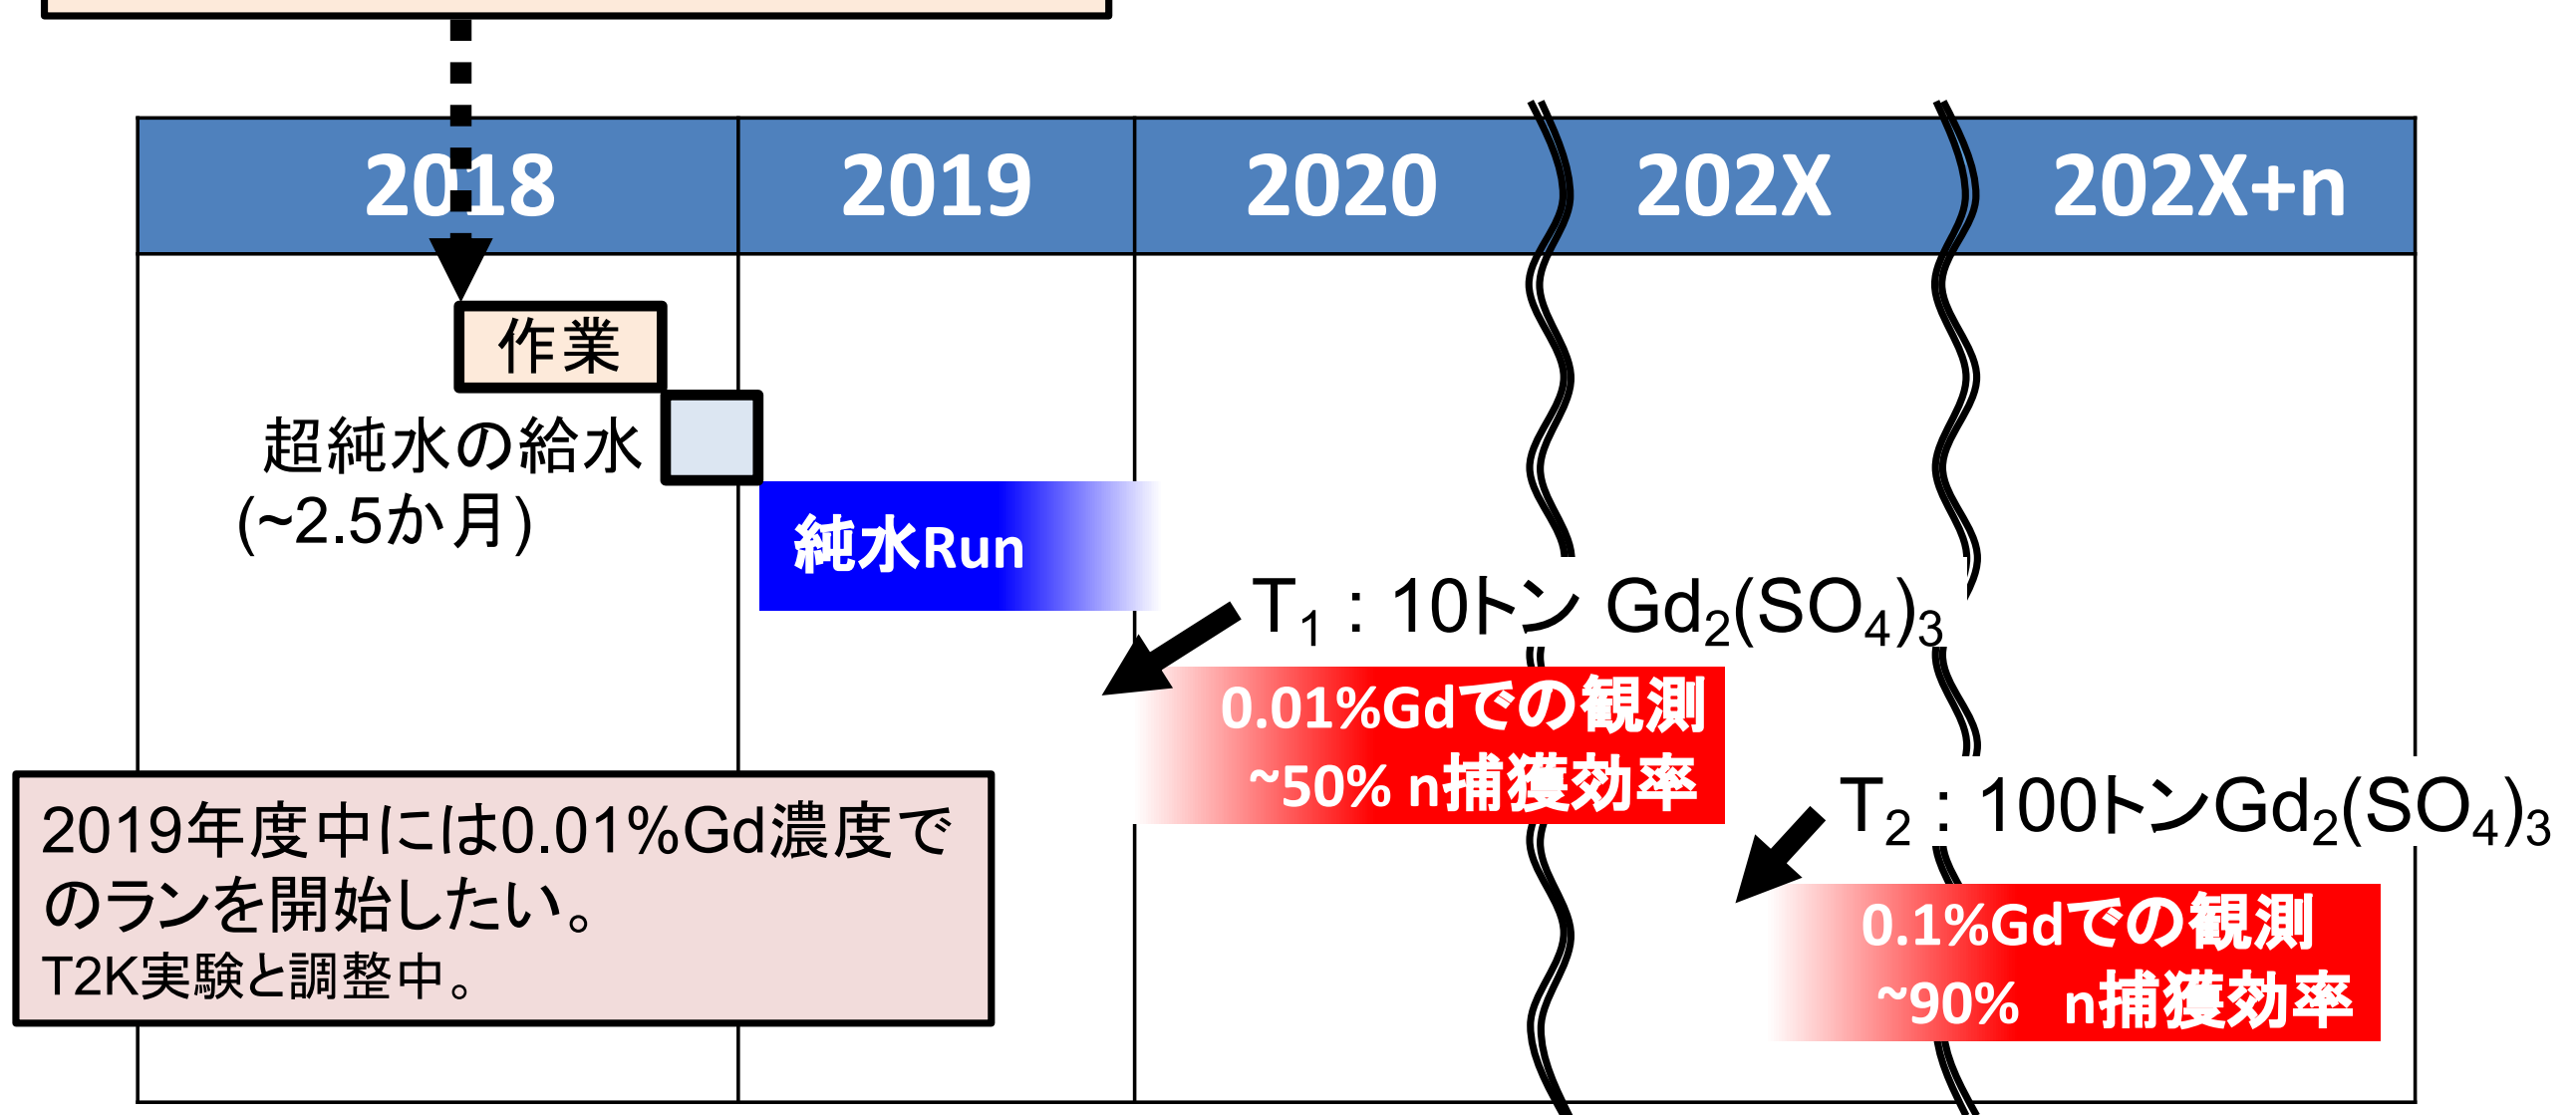 2018 2019 2020 202X 202X+n
作業
超純水の給水
(~2.5か月)
純水Run
T₁：10トン Gd₂(SO₄)₃
0.01%Gdでの観測
~50% n捕獲効率
T₂：100トンGd₂(SO₄)₃
0.1%Gdでの観測
~90% n捕獲効率
2019年度中には0.01%Gd濃度で
のランを開始したい。
T2K実験と調整中。